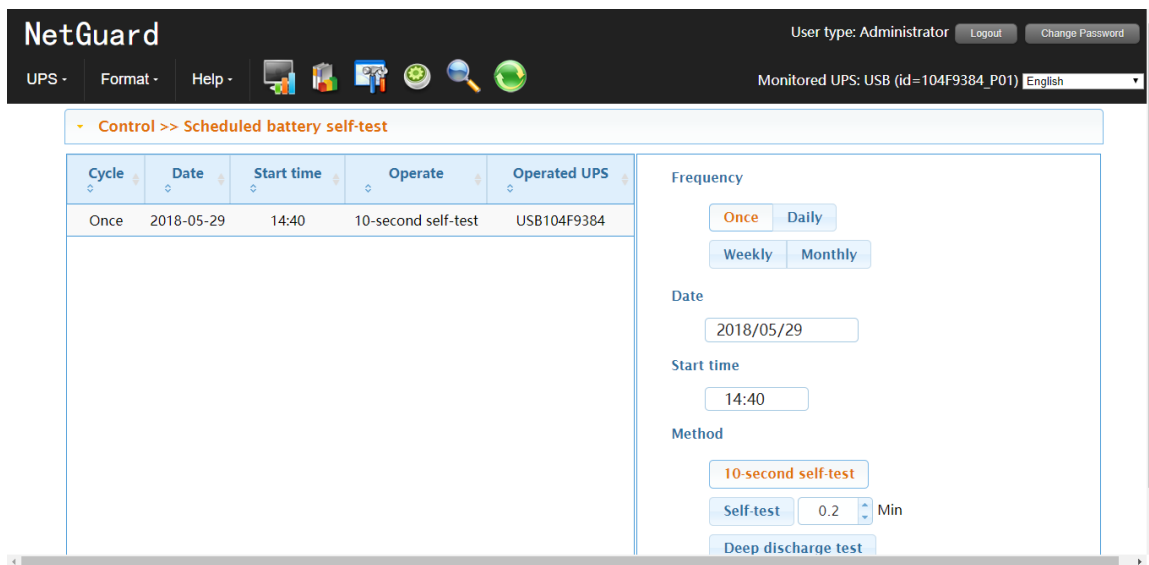 NetGuard
User type: Administrator Logout Change Password
UPS Format Help
Monitored UPS: USB (id=104F9384_P01) English
Control >> Scheduled battery self-test
Cycle Date Start time Operate Operated UPS
Once 2018-05-29 14:40 10-second self-test USB104F9384
Frequency
Once Daily
Weekly Monthly
Date
2018/05/29
Start time
14:40
Method
10-second self-test
Self-test 0.2 Min
Deep discharge test